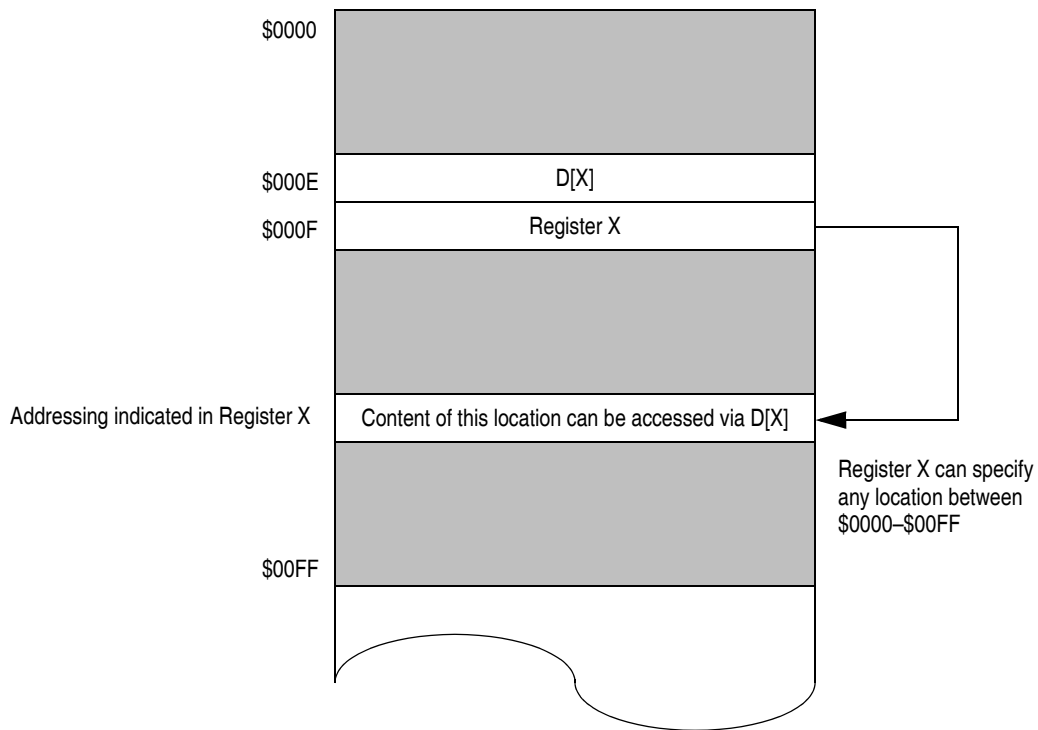 $0000
$000E
D[X]
$000F
Register X
Addressing indicated in Register X
Content of this location can be accessed via D[X]
Register X can specify
any location between
$0000–$00FF
$00FF